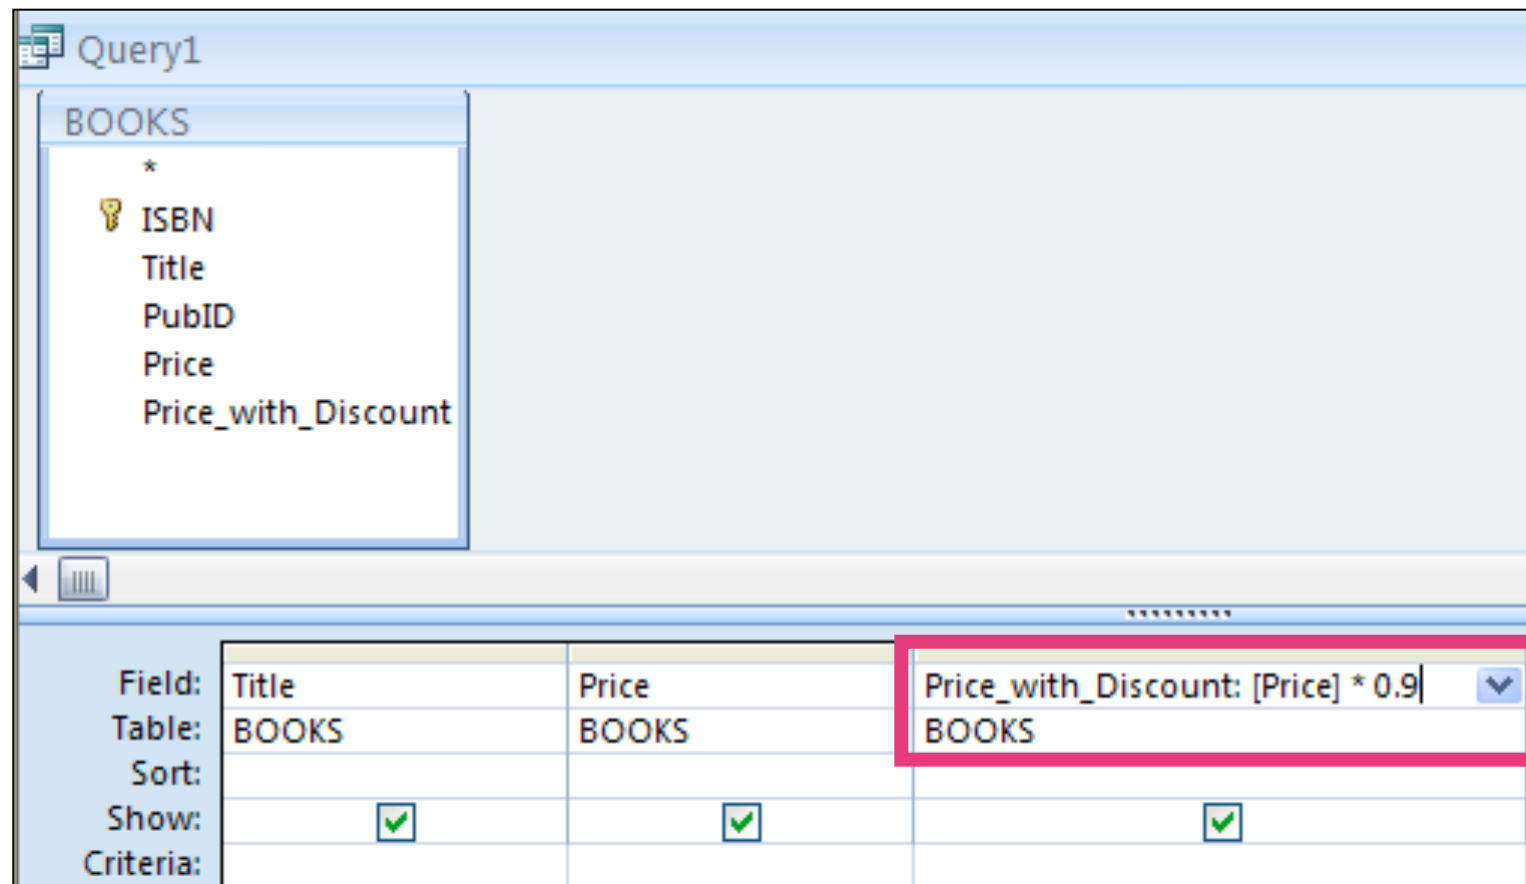 Query1
BOOKS
*
ISBN
Title
PubID
Price
Price_with_Discount
Field: Title Price Price_with_Discount: [Price] * 0.9
Table: BOOKS BOOKS BOOKS
Sort:
Show:
Criteria: